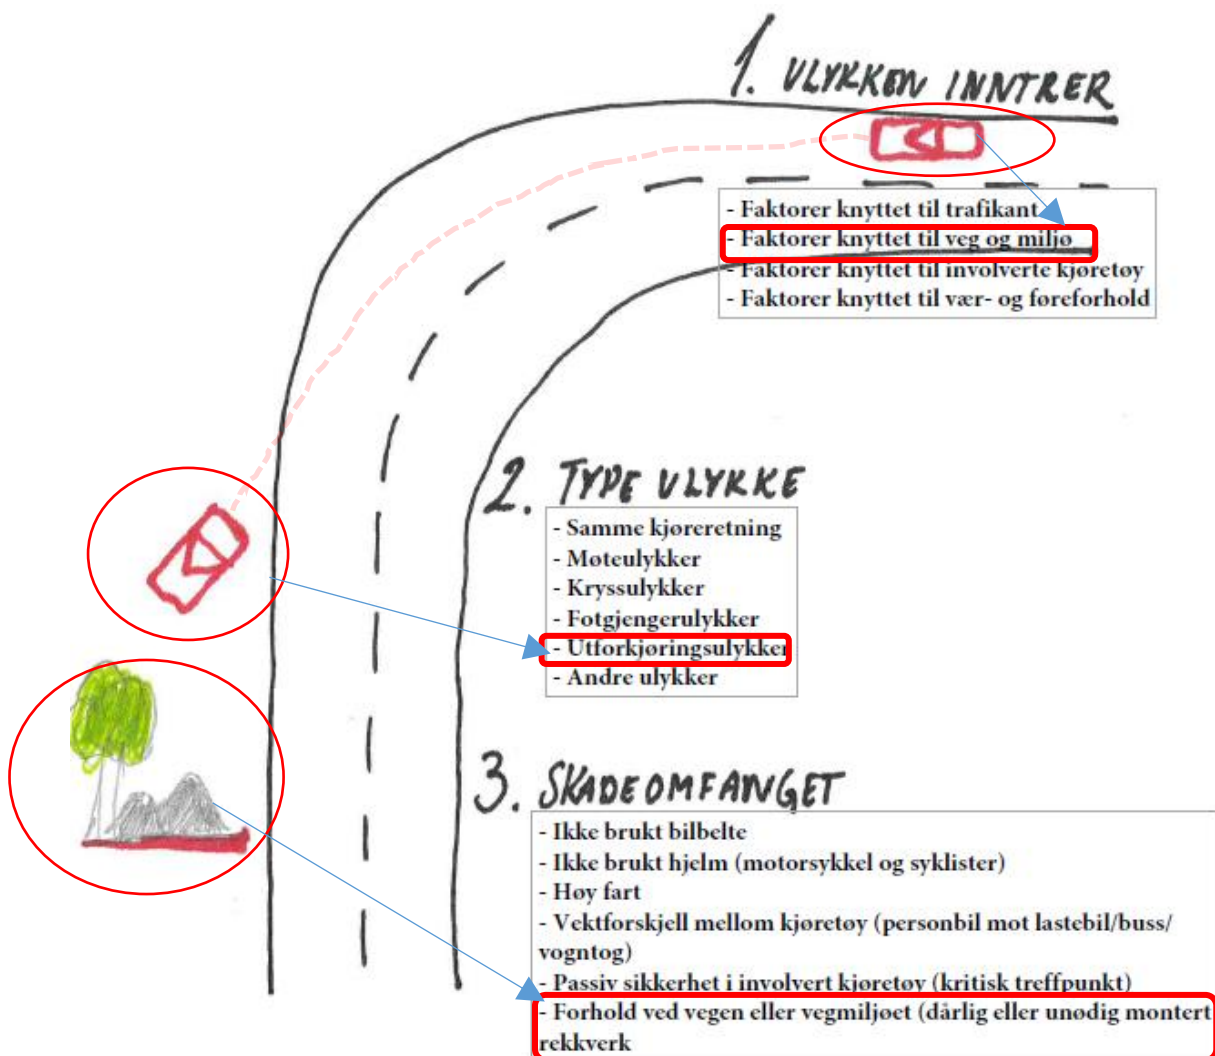 1. ULYKKEN INNTRER
- Faktorer knyttet til trafikant
- Faktorer knyttet til veg og miljø
- Faktorer knyttet til involverte kjøretøy
- Faktorer knyttet til vær- og føreforhold
2. TYPE ULYKKE
- Samme kjøreretning
- Møteulykker
- Kryssulykker
- Fotgjengerulykker
- Utforkjøringsulykker
- Andre ulykker
3. SKADEOMFANGET
- Ikke brukt bilbelte
- Ikke brukt hjelm (motorsykkel og syklister)
- Høy fart
- Vektforskjell mellom kjøretøy (personbil mot lastebil/buss/
vogntog)
- Passiv sikkerhet i involvert kjøretøy (kritisk treffpunkt)
- Forhold ved vegen eller vegmiljøet (dårlig eller unødig montert
rekkverk